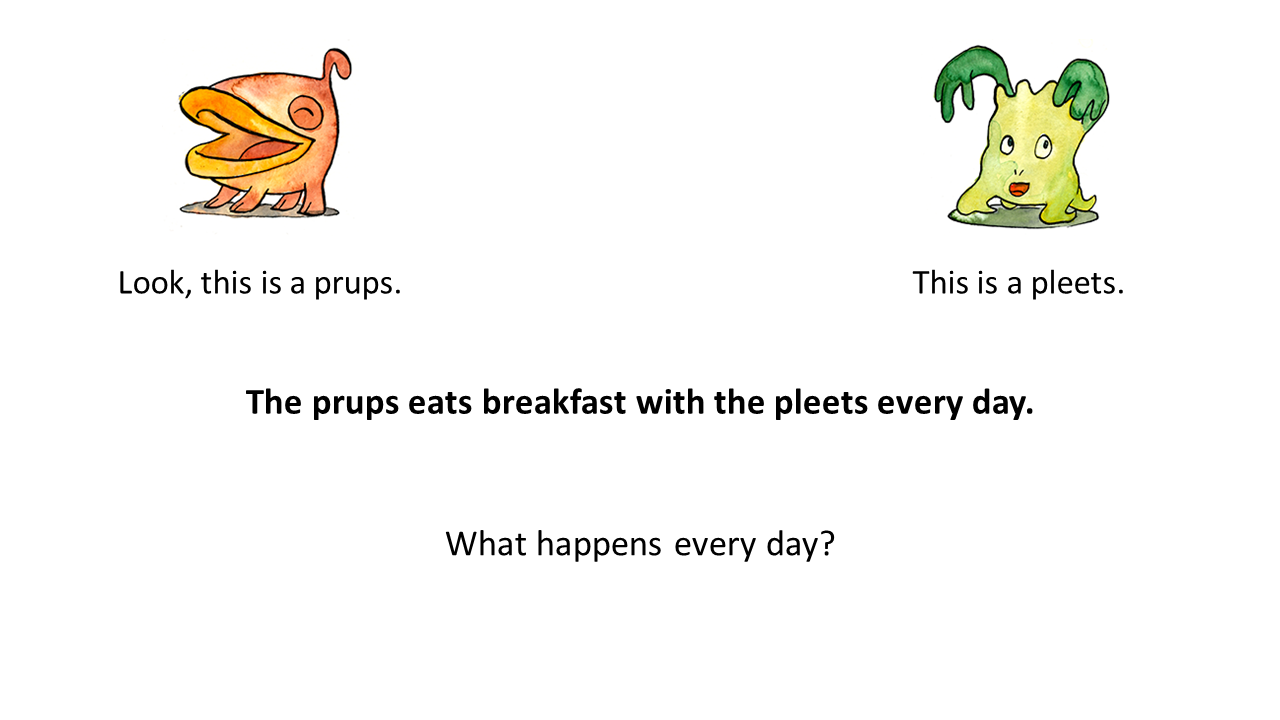 Look, this is a prups.
This is a pleets.
The prups eats breakfast with the pleets every day.
What happens every day?